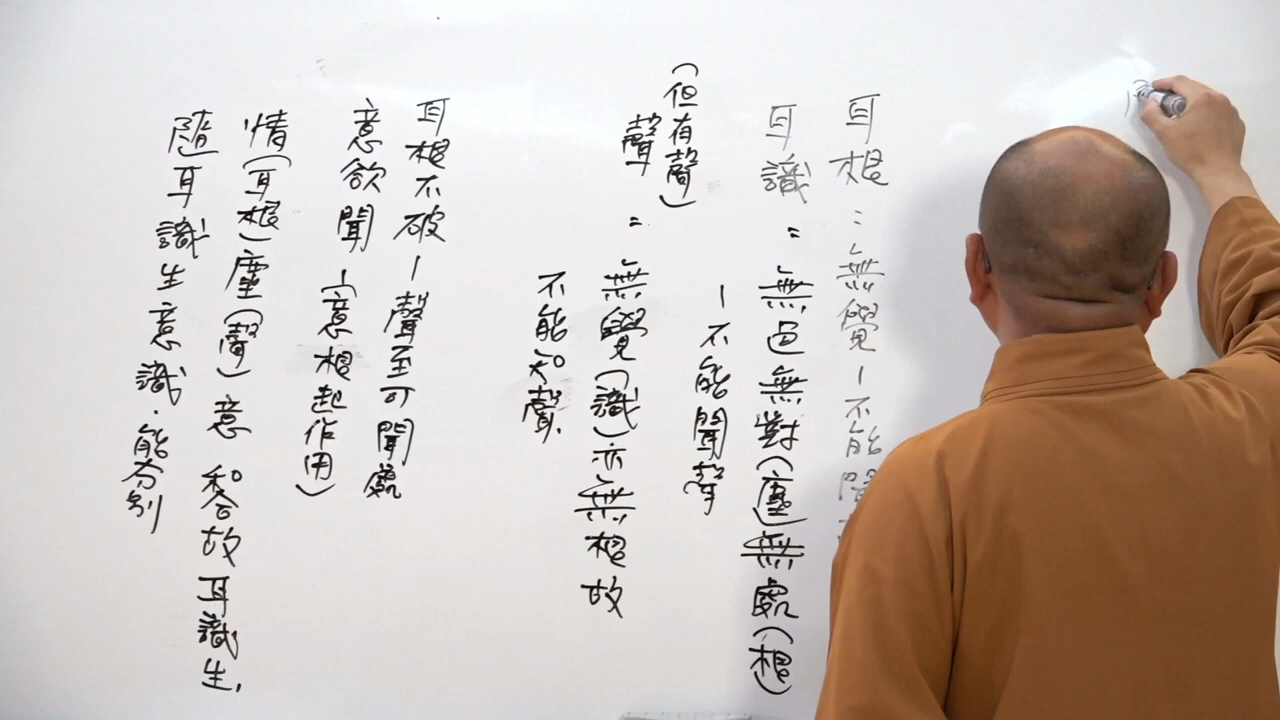 耳根=無覺—不能聞
耳識=無色無對(塵)無處(根)
—不能聞聲
(但有聲)
聲=無覺(識)亦無根故
不能知聲.
耳根不破—聲至可聞處
意欲聞—(意根起作用)
情(耳根)塵(聲)意 和合故耳識生,
隨耳識生意識.能分別